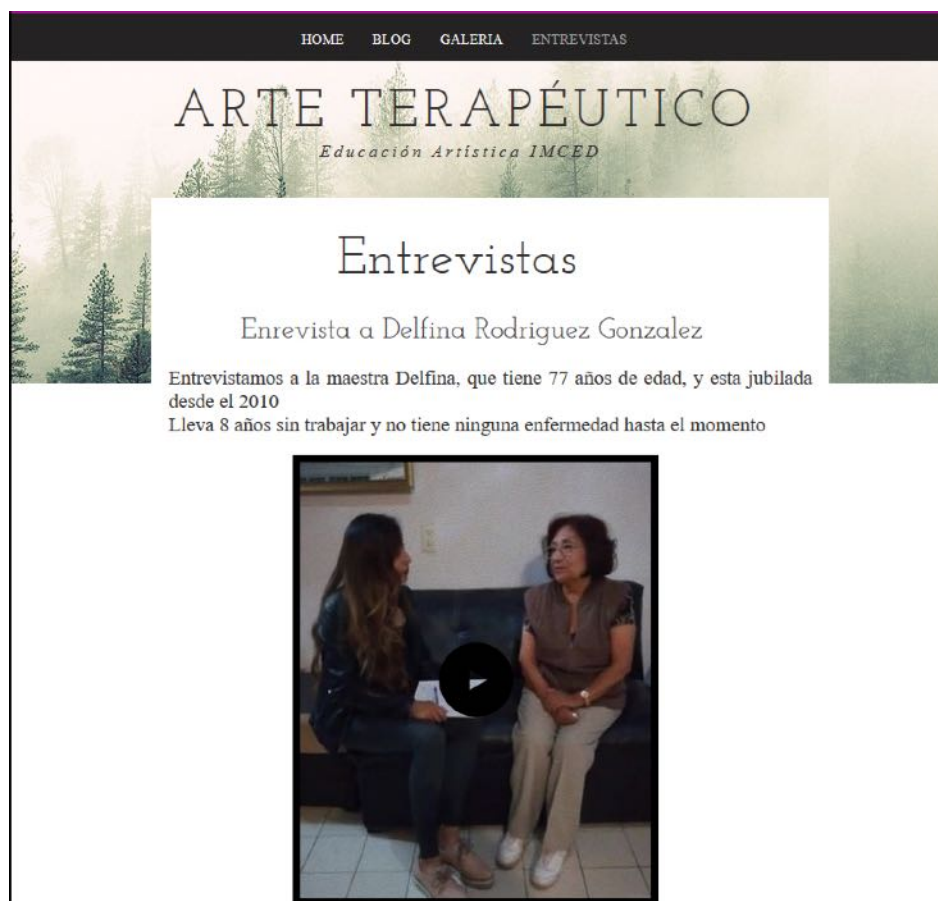 HOME BLOG GALERIA ENTREVISTAS
ARTE TERAPÉUTICO
Educación Artística IMCED
Entrevistas
Enrevista a Delfina Rodriguez Gonzalez
Entrevistamos a la maestra Delfina, que tiene 77 años de edad, y esta jubilada
desde el 2010
Lleva 8 años sin trabajar y no tiene ninguna enfermedad hasta el momento